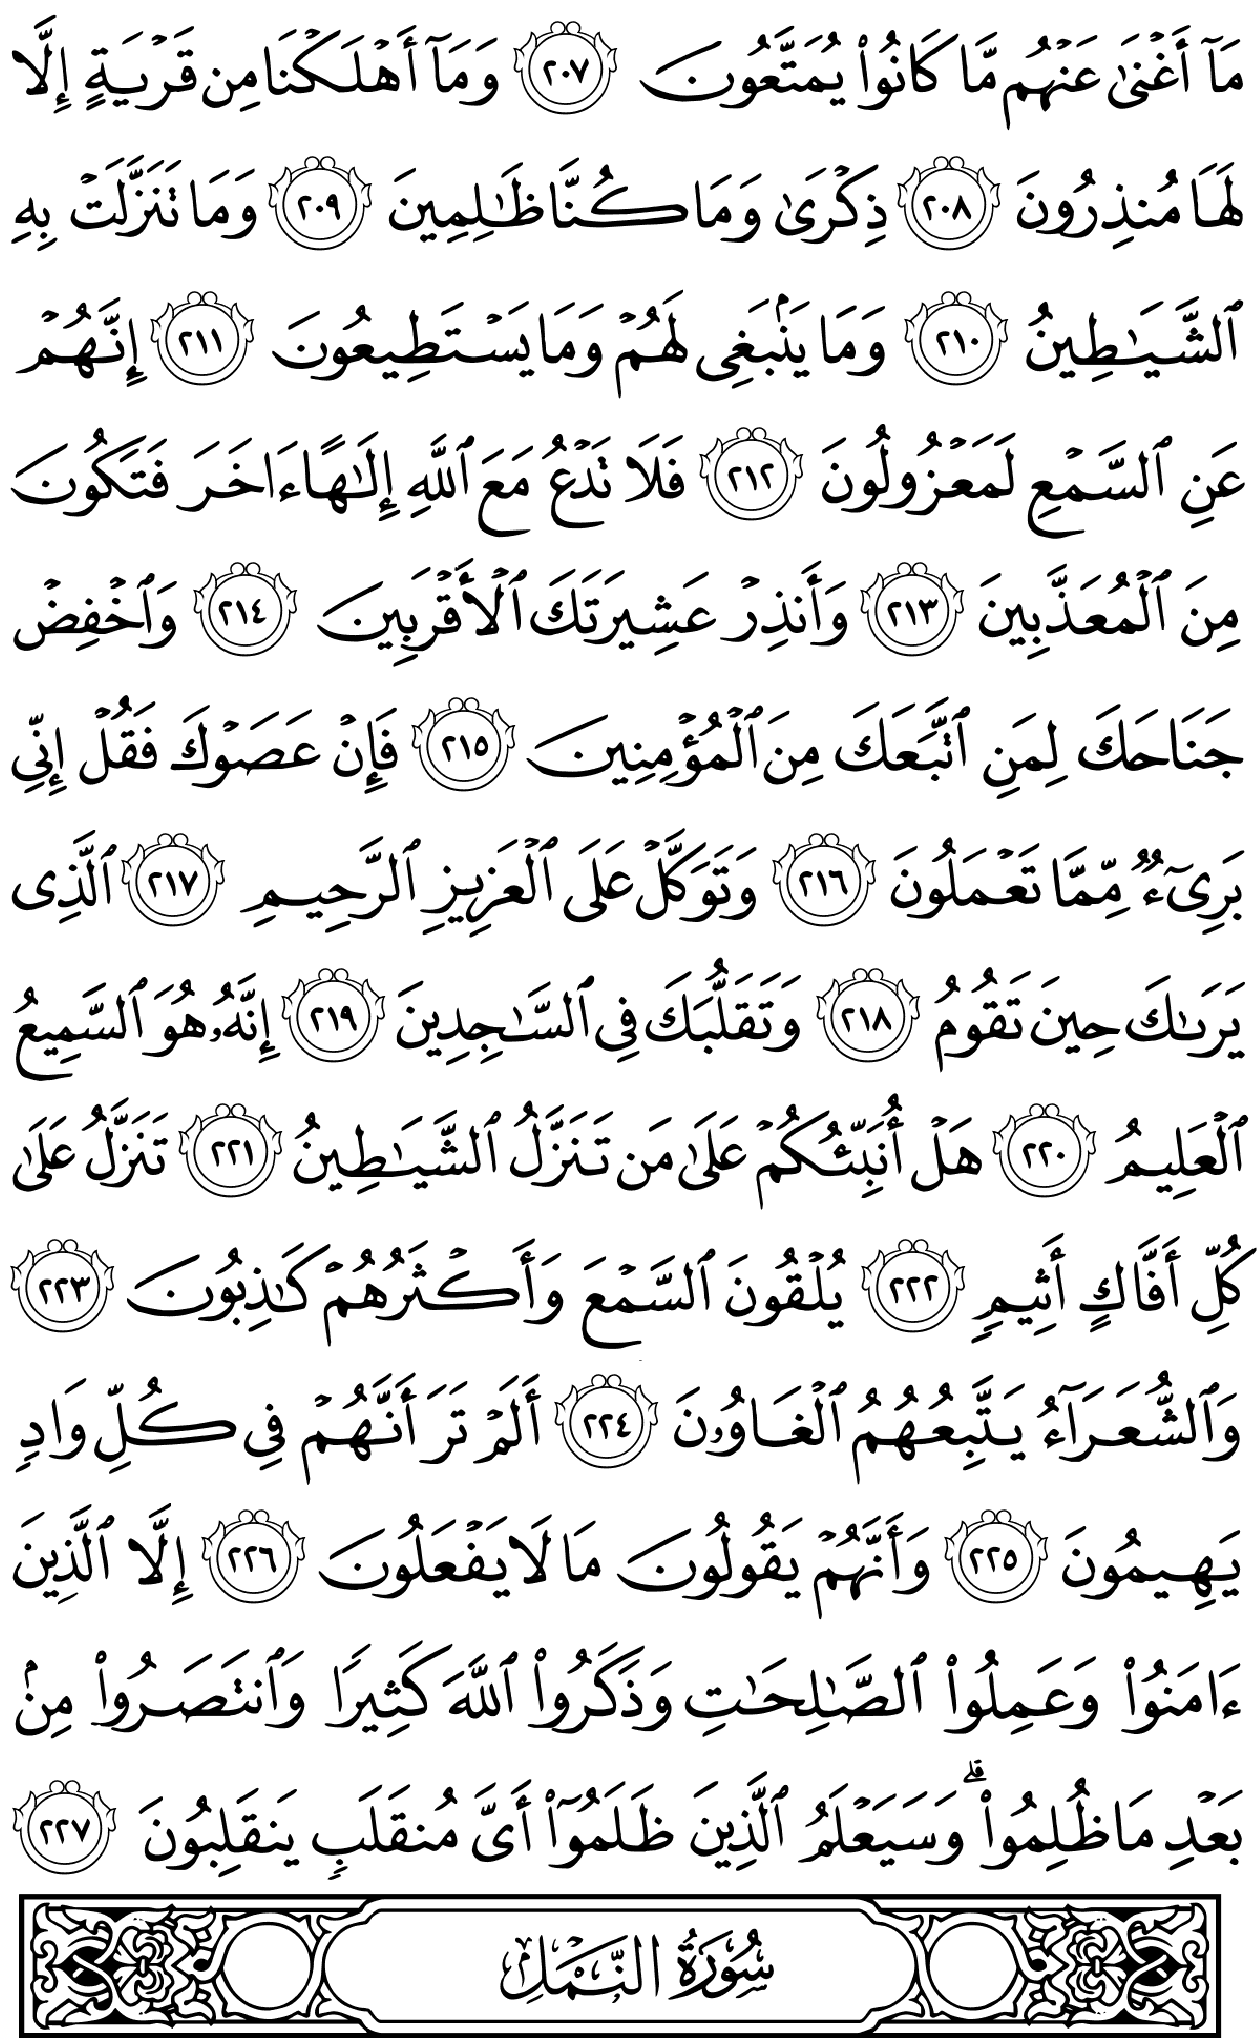 مَآ أَغْنَىٰ عَنْهُم مَّا كَانُوا۟ يُمَتَّعُونَ ٢٠٧ وَمَآ أَهْلَكْنَا مِن قَرْيَةٍ إِلَّا
لَهَا مُنذِرُونَ ٢٠٨ ذِكْرَىٰ وَمَا كُنَّا ظَـٰلِمِينَ ٢٠٩ وَمَا تَنَزَّلَتْ بِهِ
ٱلشَّيَـٰطِينُ ٢١٠ وَمَا يَنۢبَغِى لَهُمْ وَمَا يَسْتَطِيعُونَ ٢١١ إِنَّهُمْ
عَنِ ٱلسَّمْعِ لَمَعْزُولُونَ ٢١٢ فَلَا تَدْعُ مَعَ ٱللَّهِ إِلَـٰهًا ءَاخَرَ فَتَكُونَ
مِنَ ٱلْمُعَذَّبِينَ ٢١٣ وَأَنذِرْ عَشِيرَتَكَ ٱلْأَقْرَبِينَ ٢١٤ وَٱخْفِضْ
جَنَاحَكَ لِمَنِ ٱتَّبَعَكَ مِنَ ٱلْمُؤْمِنِينَ ٢١٥ فَإِنْ عَصَوْكَ فَقُلْ إِنِّى
بَرِىٓءٌ مِّمَّا تَعْمَلُونَ ٢١٦ وَتَوَكَّلْ عَلَى ٱلْعَزِيزِ ٱلرَّحِيمِ ٢١٧ ٱلَّذِى
يَرَىٰكَ حِينَ تَقُومُ ٢١٨ وَتَقَلُّبَكَ فِى ٱلسَّـٰجِدِينَ ٢١٩ إِنَّهُۥ هُوَ ٱلسَّمِيعُ
ٱلْعَلِيمُ ٢٢٠ هَلْ أُنَبِّئُكُمْ عَلَىٰ مَن تَنَزَّلُ ٱلشَّيَـٰطِينُ ٢٢١ تَنَزَّلُ عَلَىٰ
كُلِّ أَفَّاكٍ أَثِيمٍ ٢٢٢ يُلْقُونَ ٱلسَّمْعَ وَأَكْثَرُهُمْ كَـٰذِبُونَ ٢٢٣
وَٱلشُّعَرَآءُ يَتَّبِعُهُمُ ٱلْغَاوُۥنَ ٢٢٤ أَلَمْ تَرَ أَنَّهُمْ فِى كُلِّ وَادٍ
يَهِيمُونَ ٢٢٥ وَأَنَّهُمْ يَقُولُونَ مَا لَا يَفْعَلُونَ ٢٢٦ إِلَّا ٱلَّذِينَ
ءَامَنُوا۟ وَعَمِلُوا۟ ٱلصَّـٰلِحَـٰتِ وَذَكَرُوا۟ ٱللَّهَ كَثِيرًا وَٱنتَصَرُوا۟ مِنۢ
بَعْدِ مَا ظُلِمُوا۟ ۗ وَسَيَعْلَمُ ٱلَّذِينَ ظَلَمُوٓا۟ أَىَّ مُنقَلَبٍ يَنقَلِبُونَ ٢٢٧
سُورَةُ النَّمْلِ